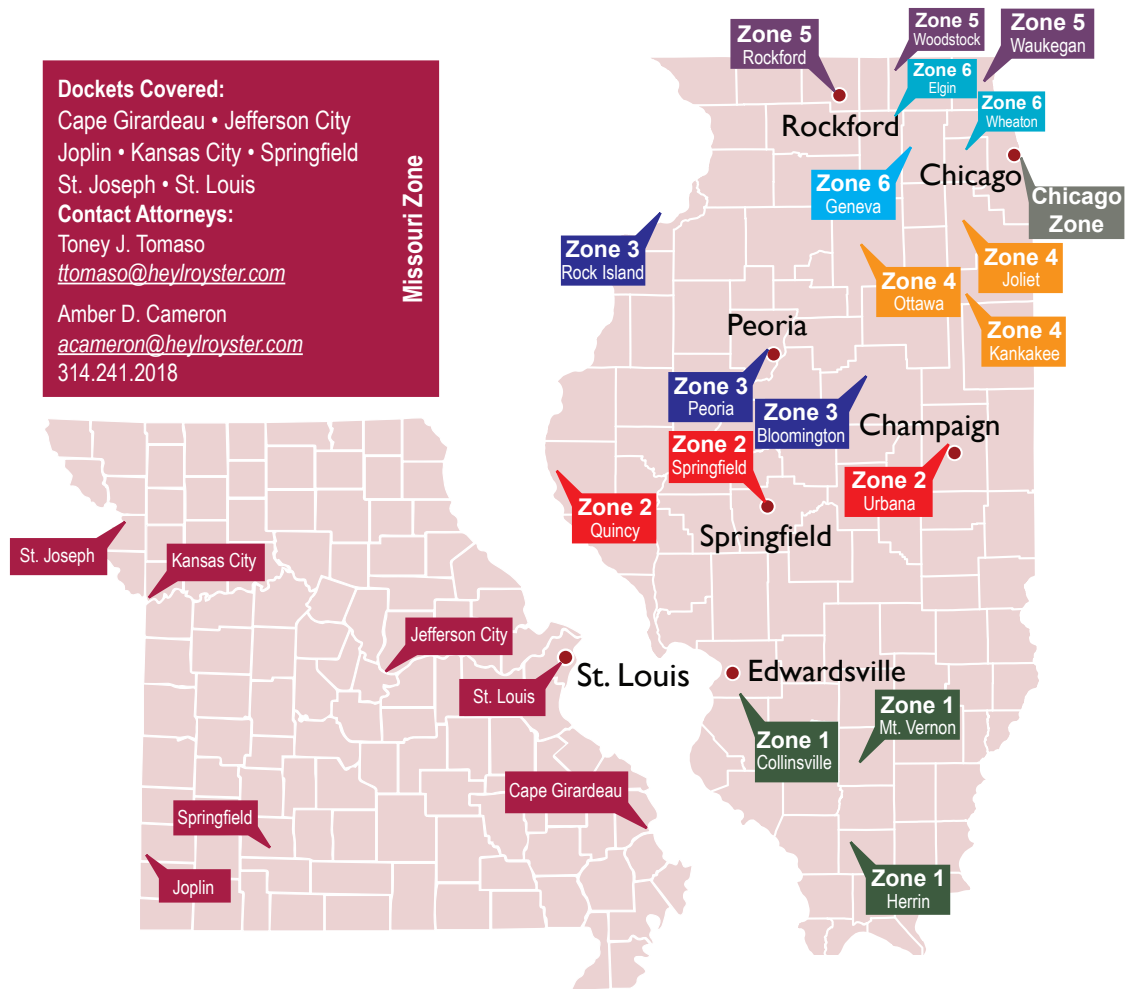 Dockets Covered:
Cape Girardeau • Jefferson City
Joplin • Kansas City • Springfield
St. Joseph • St. Louis
Contact Attorneys:
Toney J. Tomaso
ttomaso@heylroyster.com
Amber D. Cameron
acameron@heylroyster.com
314.241.2018
Missouri Zone
Zone 5
Rockford
Zone 5
Woodstock
Zone 5
Waukegan
Zone 6
Elgin
Zone 6
Wheaton
Rockford
Chicago
Zone 6
Geneva
Chicago
Zone
Zone 3
Rock Island
Zone 4
Joliet
Zone 4
Ottawa
Zone 4
Kankakee
Peoria
Zone 3
Peoria
Zone 3
Bloomington
Champaign
Zone 2
Springfield
Zone 2
Urbana
Zone 2
Quincy
Springfield
St. Joseph
Kansas City
Jefferson City
St. Louis
St. Louis
Edwardsville
Zone 1
Collinsville
Zone 1
Mt. Vernon
Cape Girardeau
Springfield
Joplin
Zone 1
Herrin